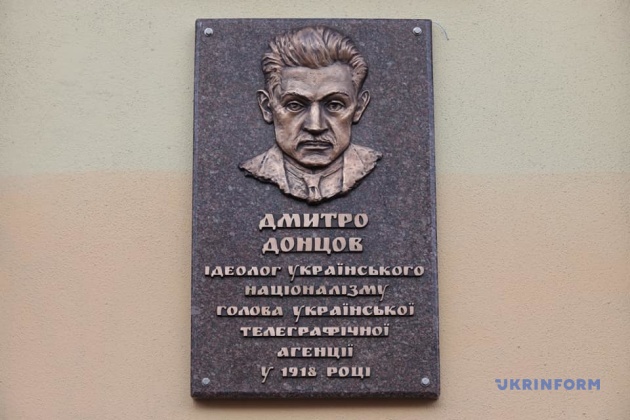 ДМИТРО
ДОНЦОВ
ІДЕОЛОГ УКРАЇНСЬКОГО
НАЦІОНАЛІЗМУ
ГОЛОВА УКРАЇНСЬКОЇ
ТЕЛЕГРАФІЧНОЇ
АГЕНЦІЇ
У 1918 РОЦІ
UKRINFORM